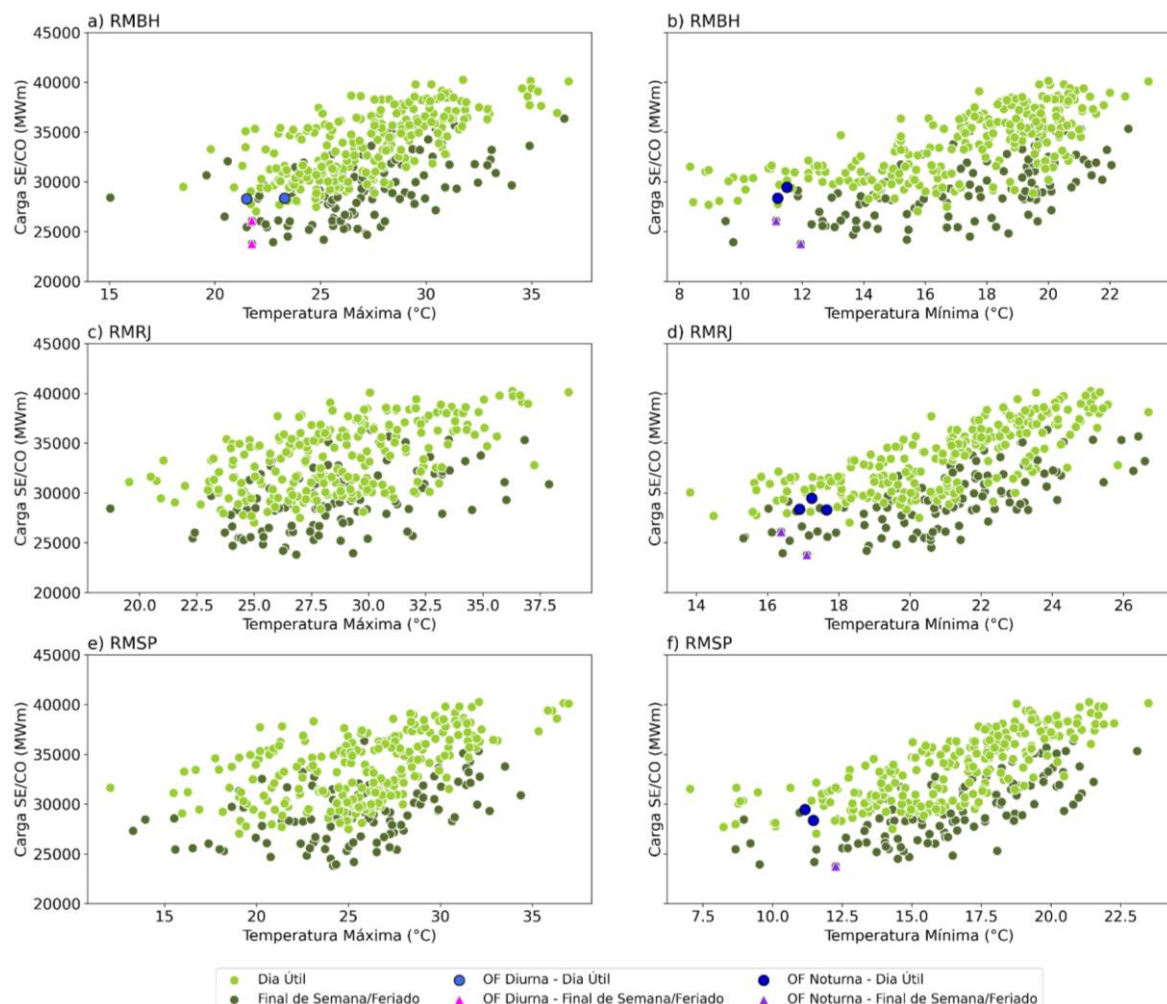 a) RMBH
45000
40000
35000
30000
25000
20000
Carga SE/CO (MWm)
15 20 25 30 35
Temperatura Máxima (°C)
b) RMBH
Carga SE/CO (MWm)
8 10 12 14 16 18 20 22
Temperatura Mínima (°C)
c) RMRJ
45000
40000
35000
30000
25000
20000
Carga SE/CO (MWm)
20.0 22.5 25.0 27.5 30.0 32.5 35.0 37.5
Temperatura Máxima (°C)
d) RMRJ
Carga SE/CO (MWm)
14 16 18 20 22 24 26
Temperatura Mínima (°C)
e) RMSP
45000
40000
35000
30000
25000
20000
Carga SE/CO (MWm)
15 20 25 30 35
Temperatura Máxima (°C)
f) RMSP
Carga SE/CO (MWm)
7.5 10.0 12.5 15.0 17.5 20.0 22.5
Temperatura Mínima (°C)
Dia Útil OF Diurna - Dia Útil OF Noturna - Dia Útil
Final de Semana/Feriado OF Diurna - Final de Semana/Feriado OF Noturna - Final de Semana/Feriado